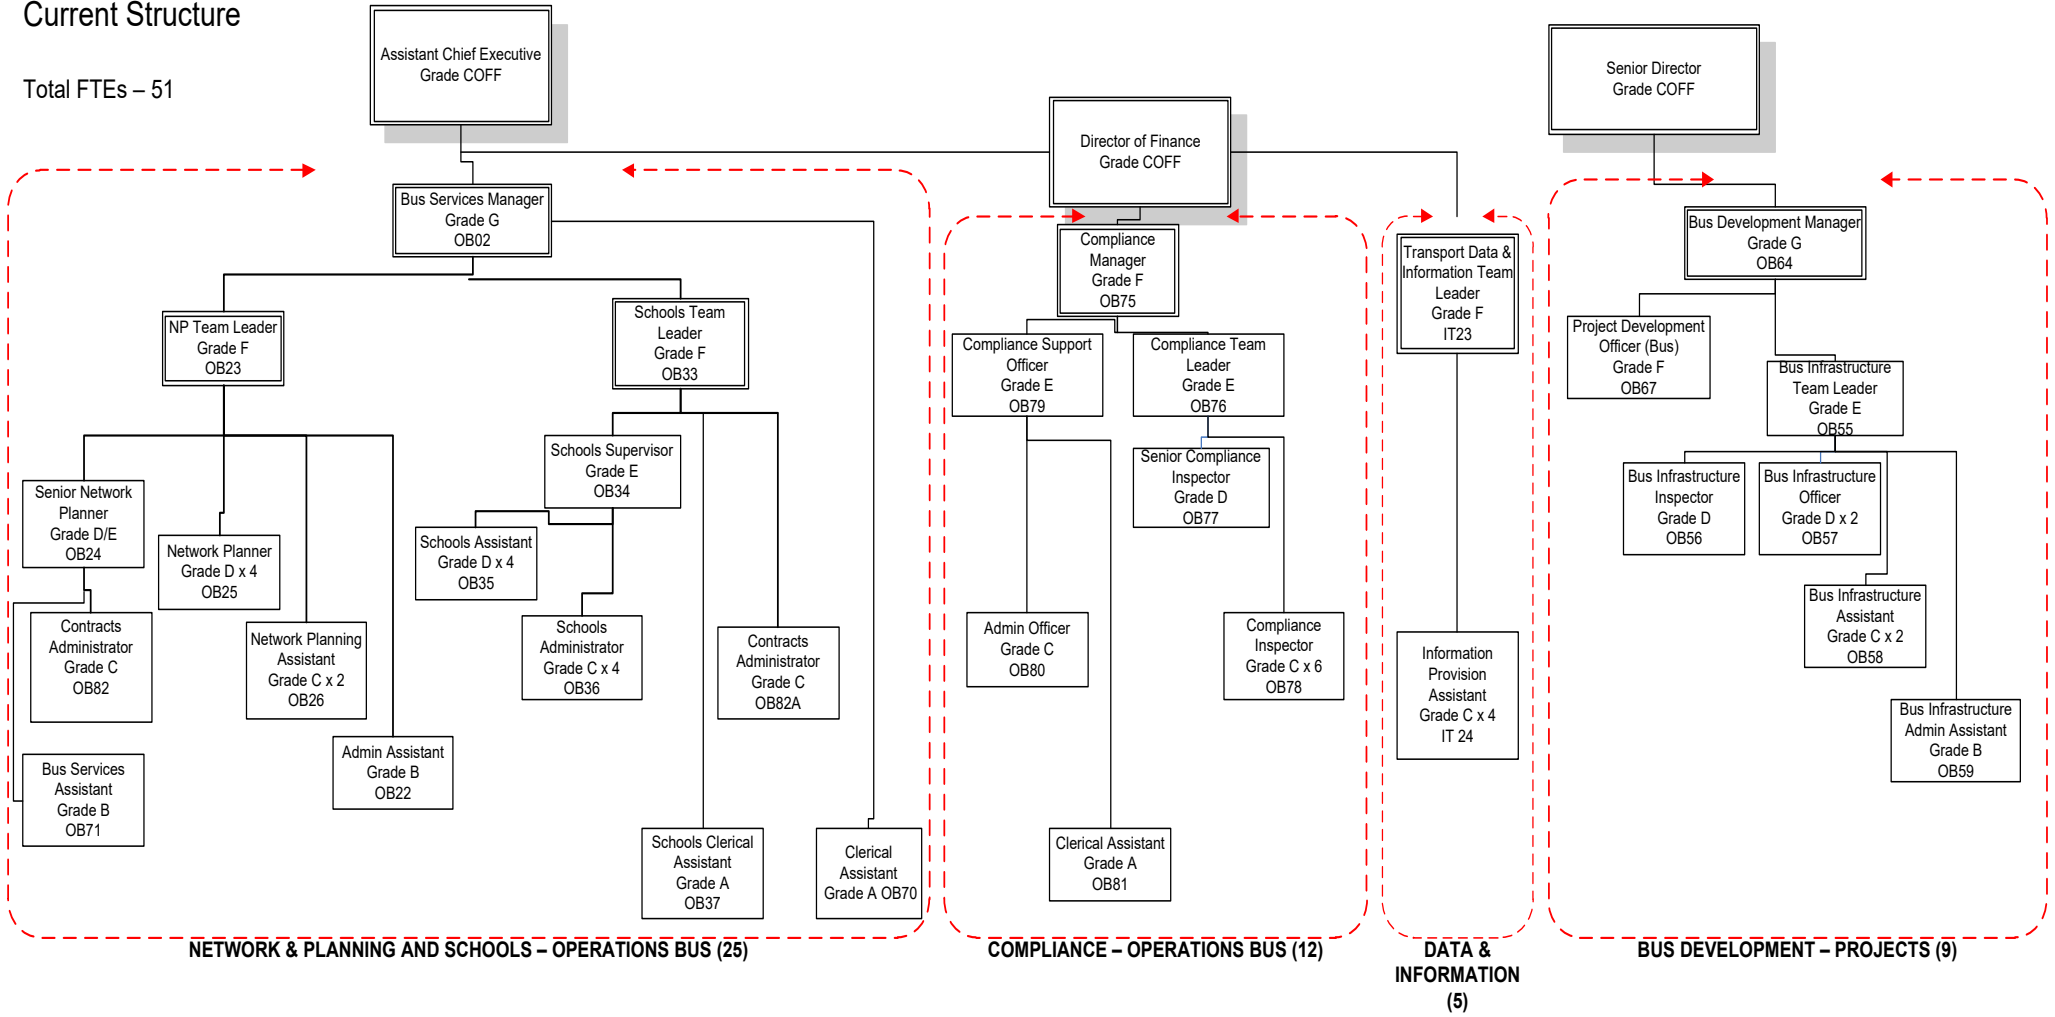 Current Structure
Total FTEs – 51
Assistant Chief Executive
Grade COFF
Director of Finance
Grade COFF
Senior Director
Grade COFF
Bus Services Manager
Grade G
OB02
NP Team Leader
Grade F
OB23
Schools Team
Leader
Grade F
OB33
Senior Network
Planner
Grade D/E
OB24
Network Planner
Grade D x 4
OB25
Contracts
Administrator
Grade C
OB82
Network Planning
Assistant
Grade C x 2
OB26
Admin Assistant
Grade B
OB22
Bus Services
Assistant
Grade B
OB71
Schools Supervisor
Grade E
OB34
Schools Assistant
Grade D x 4
OB35
Schools
Administrator
Grade C x 4
OB36
Contracts
Administrator
Grade C
OB82A
Schools Clerical
Assistant
Grade A
OB37
Clerical
Assistant
Grade A OB70
NETWORK & PLANNING AND SCHOOLS – OPERATIONS BUS (25)
Compliance
Manager
Grade F
OB75
Compliance Support
Officer
Grade E
OB79
Compliance Team
Leader
Grade E
OB76
Senior Compliance
Inspector
Grade D
OB77
Admin Officer
Grade C
OB80
Compliance
Inspector
Grade C x 6
OB78
Clerical Assistant
Grade A
OB81
COMPLIANCE – OPERATIONS BUS (12)
Transport Data &
Information Team
Leader
Grade F
IT23
Information
Provision
Assistant
Grade C x 4
IT 24
DATA &
INFORMATION
(5)
Bus Development Manager
Grade G
OB64
Project Development
Officer (Bus)
Grade F
OB67
Bus Infrastructure
Team Leader
Grade E
OB55
Bus Infrastructure
Inspector
Grade D
OB56
Bus Infrastructure
Officer
Grade D x 2
OB57
Bus Infrastructure
Assistant
Grade C x 2
OB58
Bus Infrastructure
Admin Assistant
Grade B
OB59
BUS DEVELOPMENT – PROJECTS (9)